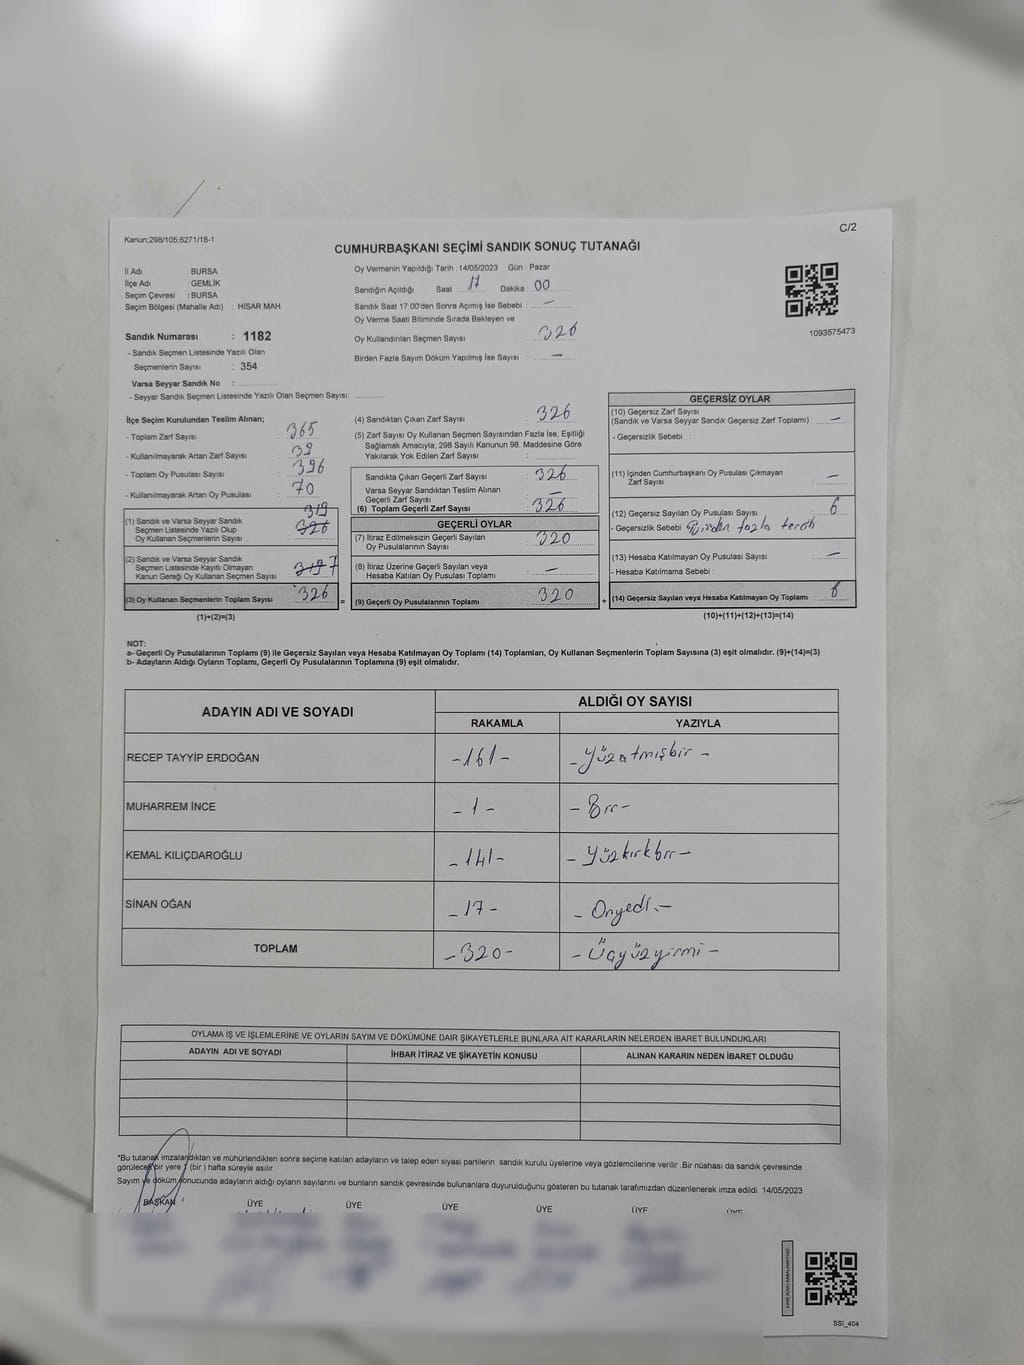 C/2
Kanun;298/105;6271/18-1
CUMHURBAŞKANI SEÇİMİ SANDIK SONUÇ TUTANAĞI
İl Adı : BURSA
İlçe Adı : GEMLİK
Seçim Çevresi : BURSA
Seçim Bölgesi (Mahalle Adı) : HİSAR MAH
Sandık Numarası : 1182
- Sandık Seçmen Listesinde Yazılı Olan
Seçmenlerin Sayısı : 354
Varsa Seyyar Sandık No :
- Seyyar Sandık Seçmen Listesinde Yazılı Olan Seçmen Sayısı:
Oy Vermenin Yapıldığı Tarih :14/05/2023 Gün : Pazar
Sandığın Açıldığı Saat 17 Dakika : 00
Sandık Saat 17:00'den Sonra Açımış İse Sebebi : —
Oy Verme Saati Bitiminde Sırada Bekleyen ve
Oy Kullandırılan Seçmen Sayısı : 326
Birden Fazla Sayım Döküm Yapılmış İse Sayısı : —
1093575473
İlçe Seçim Kurulundan Teslim Alınan;
- Toplam Zarf Sayısı : 365
- Kullanılmayarak Artan Zarf Sayısı : 39
- Toplam Oy Pusulası Sayısı : 396
- Kullanılmayarak Artan Oy Pusulası : 70
319
(1) Sandık ve Varsa Seyyar Sandık
Seçmen Listesinde Yazılı Olup
Oy Kullanan Seçmenlerin Sayısı : 326
(2) Sandık ve Varsa Seyyar Sandık
Seçmen Listesinde Kayıtlı Olmayan
Kanun Gereği Oy Kullanan Seçmen Sayısı : 7
(3) Oy Kullanan Seçmenlerin Toplam Sayısı : 326 =
(1)+(2)=(3)
(4) Sandıktan Çıkan Zarf Sayısı : 326
(5) Zarf Sayısı Oy Kullanan Seçmen Sayısından Fazla İse, Eşitliği
Sağlamak Amacıyla; 298 Sayılı Kanunun 98. Maddesine Göre
Yakılarak Yok Edilen Zarf Sayısı :
Sandıkta Çıkan Geçerli Zarf Sayısı : 326
Varsa Seyyar Sandıktan Teslim Alınan
Geçerli Zarf Sayısı : —
(6) Toplam Geçerli Zarf Sayısı : 326
GEÇERLİ OYLAR
(7) İtiraz Edilmeksizin Geçerli Sayılan
Oy Pusulalarının Sayısı : 320
(8) İtiraz Üzerine Geçerli Sayılan veya
Hesaba Katılan Oy Pusulası Toplamı : —
(9) Geçerli Oy Pusulalarının Toplamı : 320 +
GEÇERSİZ OYLAR
(10) Geçersiz Zarf Sayısı
(Sandık ve Varsa Seyyar Sandık Geçersiz Zarf Toplamı) : —
- Geçersizlik Sebebi :
(11) İçinden Cumhurbaşkanı Oy Pusulası Çıkmayan
Zarf Sayısı : —
(12) Geçersiz Sayılan Oy Pusulası Sayısı : 6
- Geçersizlik Sebebi : Birden fazla tercih
(13) Hesaba Katılmayan Oy Pusulası Sayısı : —
- Hesaba Katılmama Sebebi :
(14) Geçersiz Sayılan veya Hesaba Katılmayan Oy Toplamı : 6
(10)+(11)+(12)+(13)=(14)
NOT:
a- Geçerli Oy Pusulalarının Toplamı (9) ile Geçersiz Sayılan veya Hesaba Katılmayan Oy Toplamı (14) Toplamları, Oy Kullanan Seçmenlerin Toplam Sayısına (3) eşit olmalıdır. (9)+(14)=(3)
b- Adayların Aldığı Oyların Toplamı, Geçerli Oy Pusulalarının Toplamına (9) eşit olmalıdır.
ADAYIN ADI VE SOYADI
ALDIĞI OY SAYISI
RAKAMLA YAZIYLA
RECEP TAYYİP ERDOĞAN -161- -Yüzatmışbir-
MUHARREM İNCE -1- -Bir-
KEMAL KILIÇDAROĞLU -141- -Yüzkırkbir-
SİNAN OĞAN -17- -Onyedi-
TOPLAM -320- -Üçyüzyirmi-
OYLAMA İŞ VE İŞLEMLERİNE VE OYLARIN SAYIM VE DÖKÜMÜNE DAİR ŞİKAYETLERLE BUNLARA AİT KARARLARIN NELERDEN İBARET BULUNDUKLARI
ADAYIN ADI VE SOYADI İHBAR İTİRAZ VE ŞİKAYETİN KONUSU ALINAN KARARIN NEDEN İBARET OLDUĞU
*Bu tutanak imzalandıktan ve mühürlendikten sonra seçime katılan adayların ve talep eden siyasi partilerin sandık kurulu üyelerine veya gözlemcilerine verilir .Bir nüshası da sandık çevresinde
görülecek bir yere 1 (bir ) hafta süreyle asılır.
Sayım ve döküm sonucunda adayların aldığı oyların sayılarını ve bunların sandık çevresinde bulunanlara duyurulduğunu gösteren bu tutanak tarafımızdan düzenlenerek imza edildi. 14/05/2023
BAŞKAN ÜYE ÜYE ÜYE ÜYE ÜYE ÜYE
SSI_404